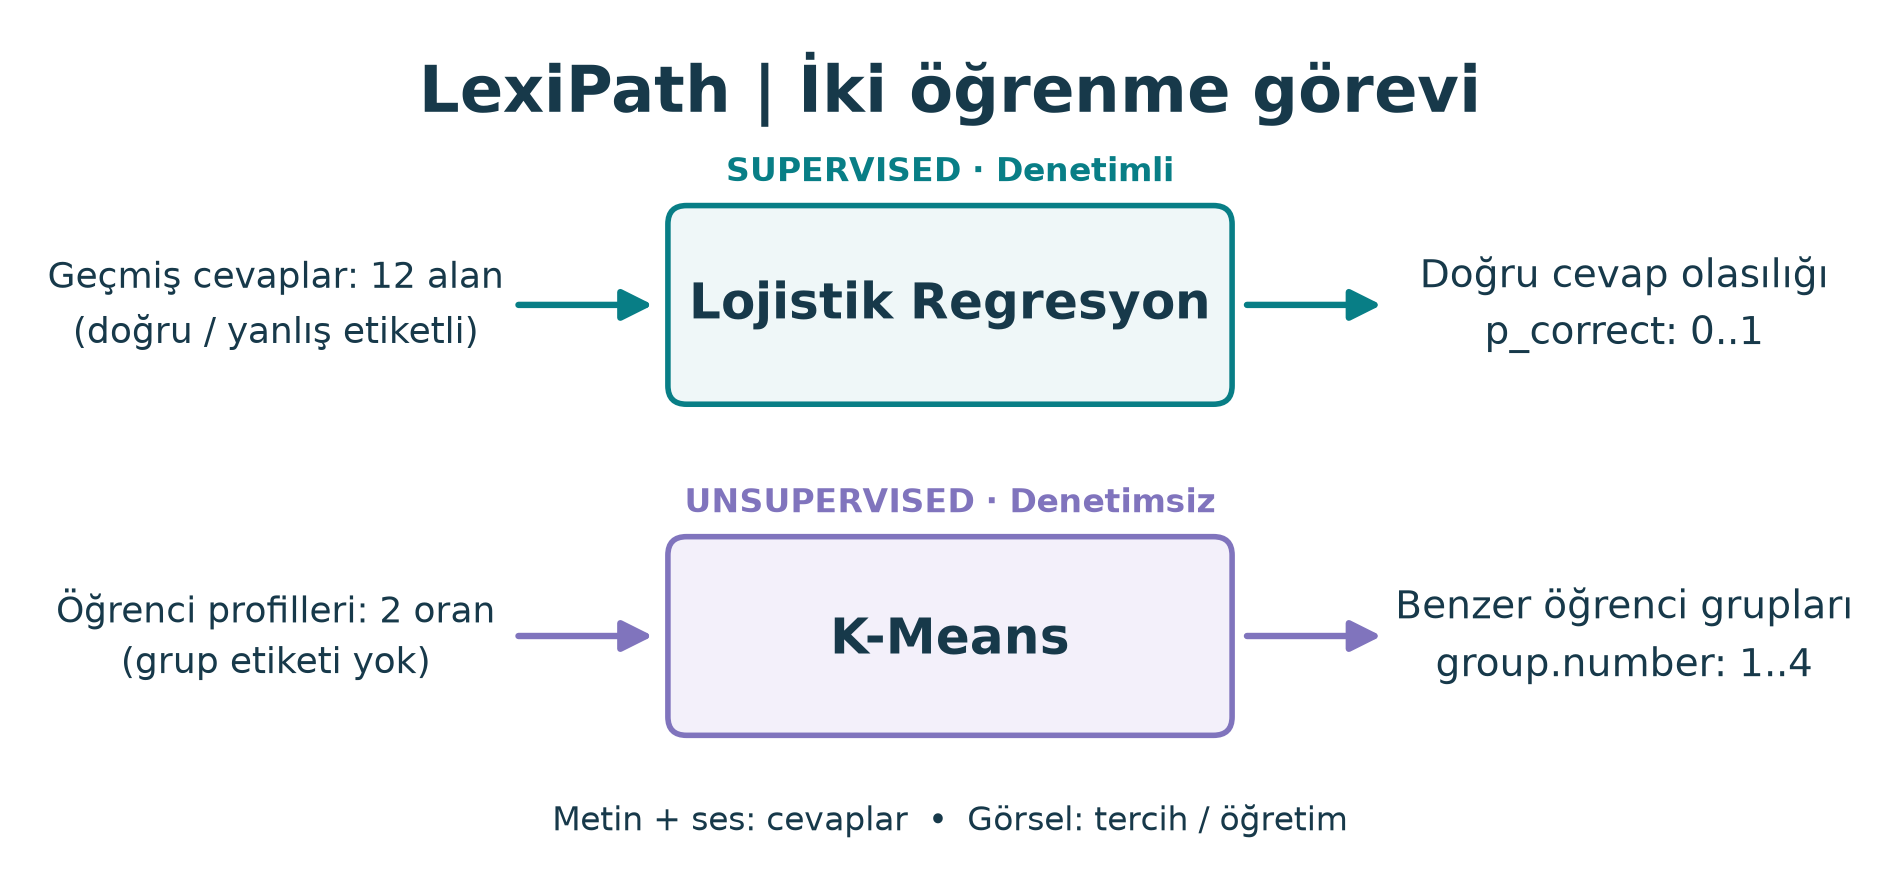 LexiPath | İki öğrenme görevi
SUPERVISED · Denetimli
Geçmiş cevaplar: 12 alan
(doğru / yanlış etiketli)
Lojistik Regresyon
Doğru cevap olasılığı
p_correct: 0..1
UNSUPERVISED · Denetimsiz
Öğrenci profilleri: 2 oran
(grup etiketi yok)
K-Means
Benzer öğrenci grupları
group.number: 1..4
Metin + ses: cevaplar • Görsel: tercih / öğretim